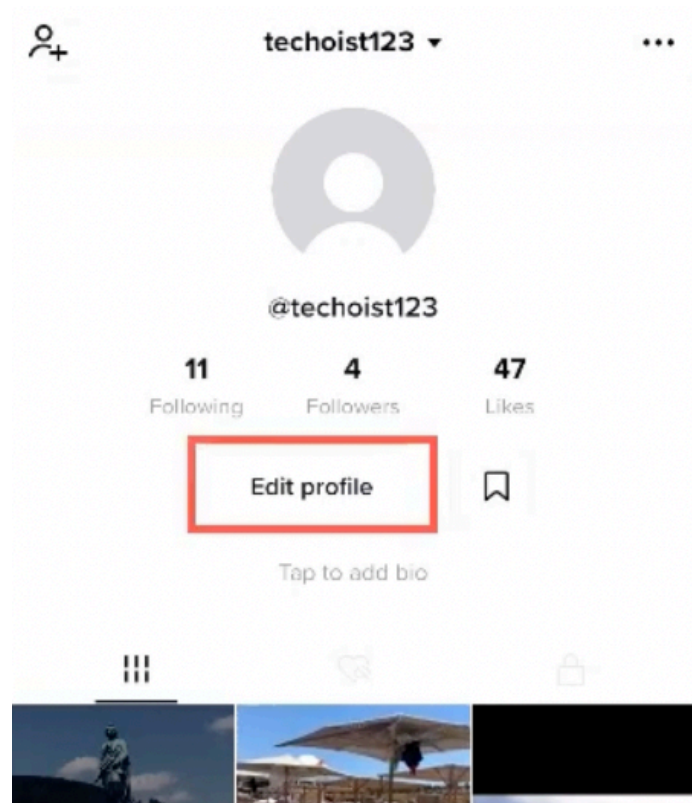 techoist123
@techoist123
11 4 47
Following Followers Likes
Edit profile
Tap to add bio